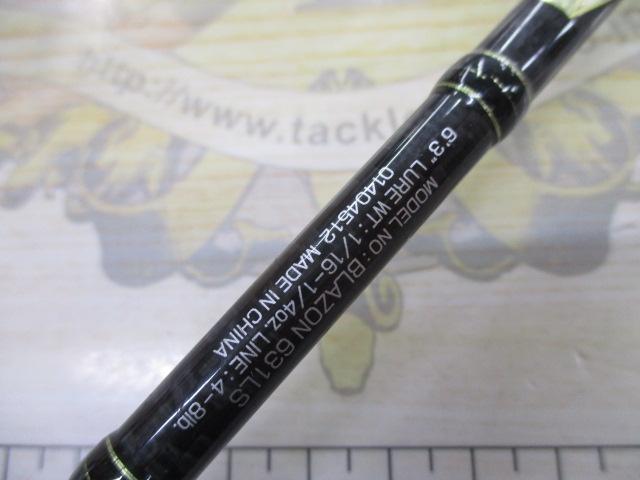 http://www.tackle
MODEL NO : BLAZON 631LS
6'3" LURE WT : 1/16-1/4oz. LINE : 4-8lb.
01404512 MADE IN CHINA